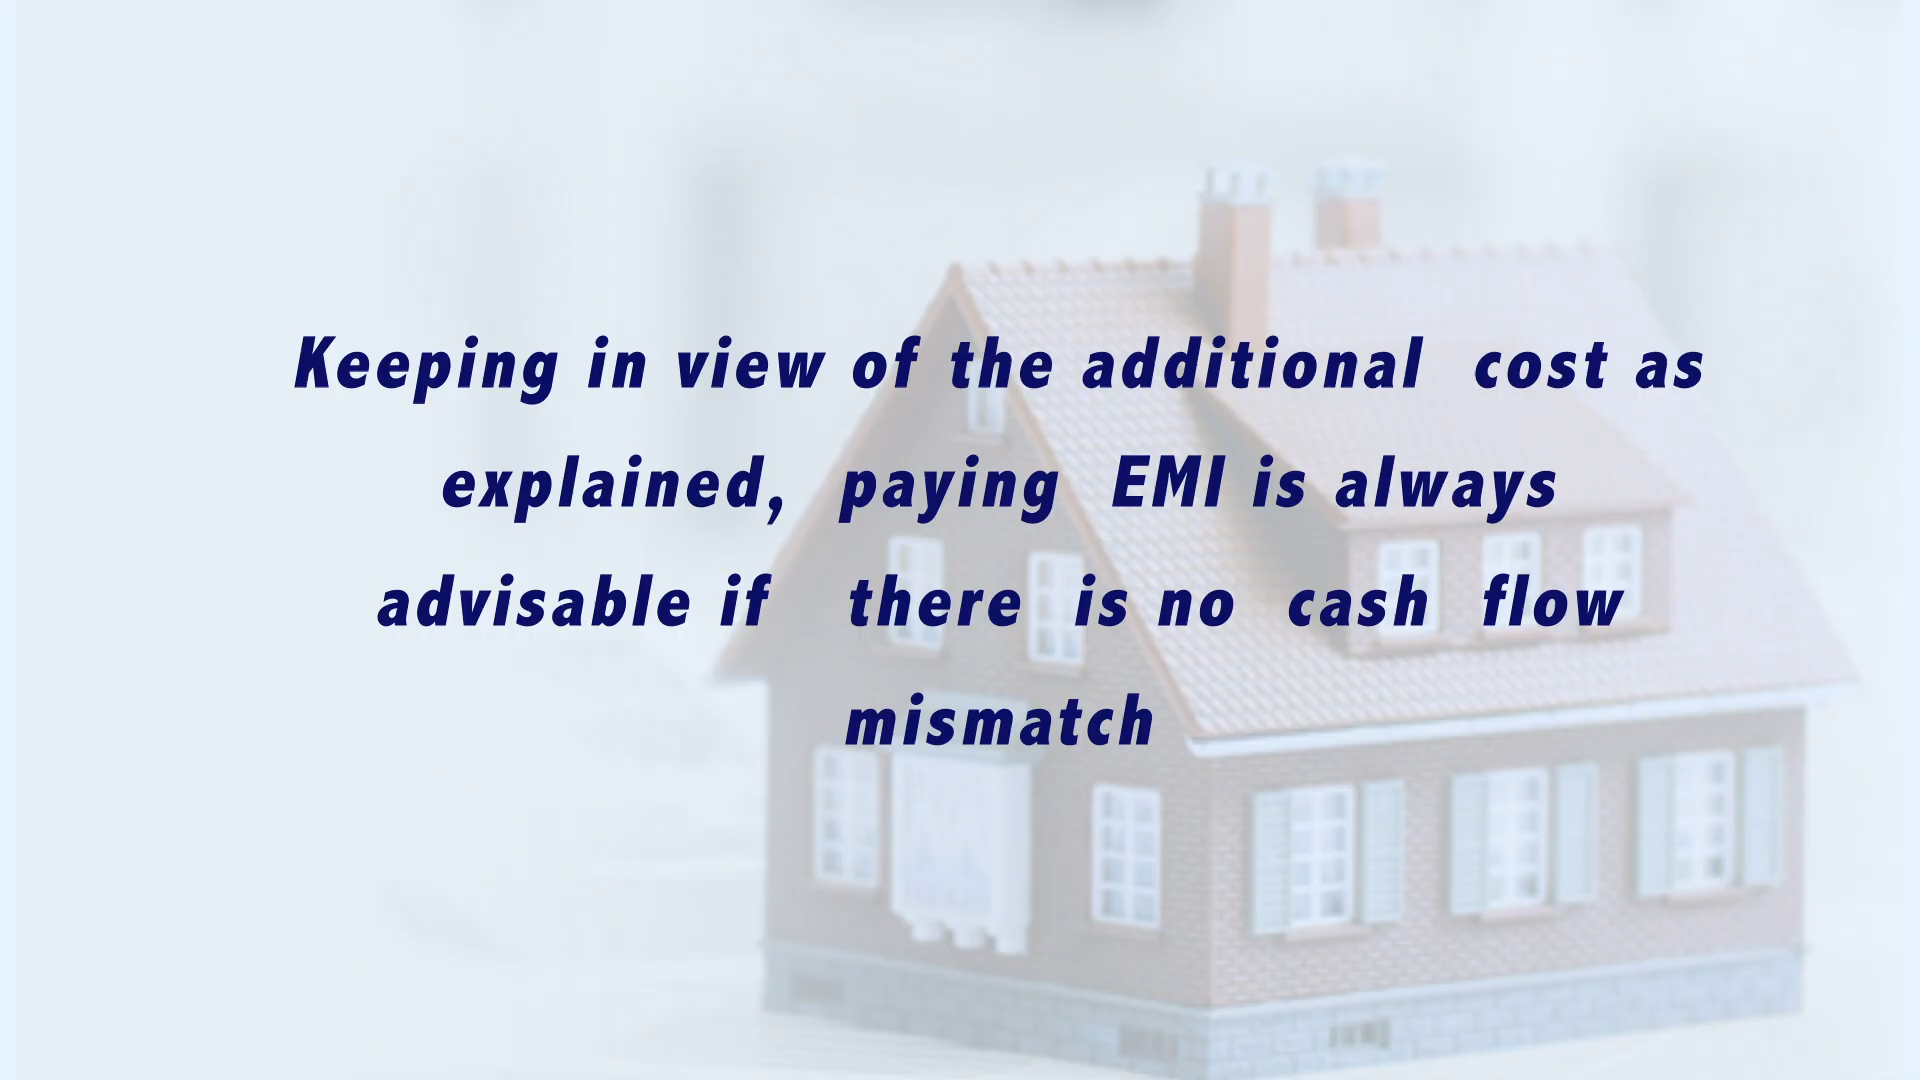 Keeping in view of the additional cost as
explained, paying EMI is always
advisable if there is no cash flow
mismatch